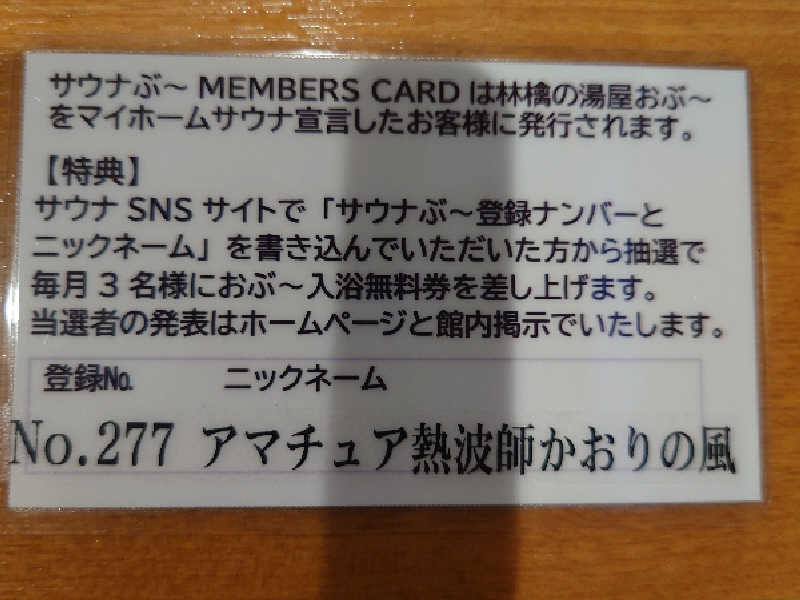 サウナぶ～ MEMBERS CARD は林檎の湯屋おぶ～
をマイホームサウナ宣言したお客様に発行されます。
【特典】
サウナ SNS サイトで「サウナぶ～登録ナンバーと
ニックネーム」を書き込んでいただいた方から抽選で
毎月 3 名様におぶ～入浴無料券を差し上げます。
当選者の発表はホームページと館内掲示でいたします。
登録№ ニックネーム
No.277 アマチュア熱波師かおりの風